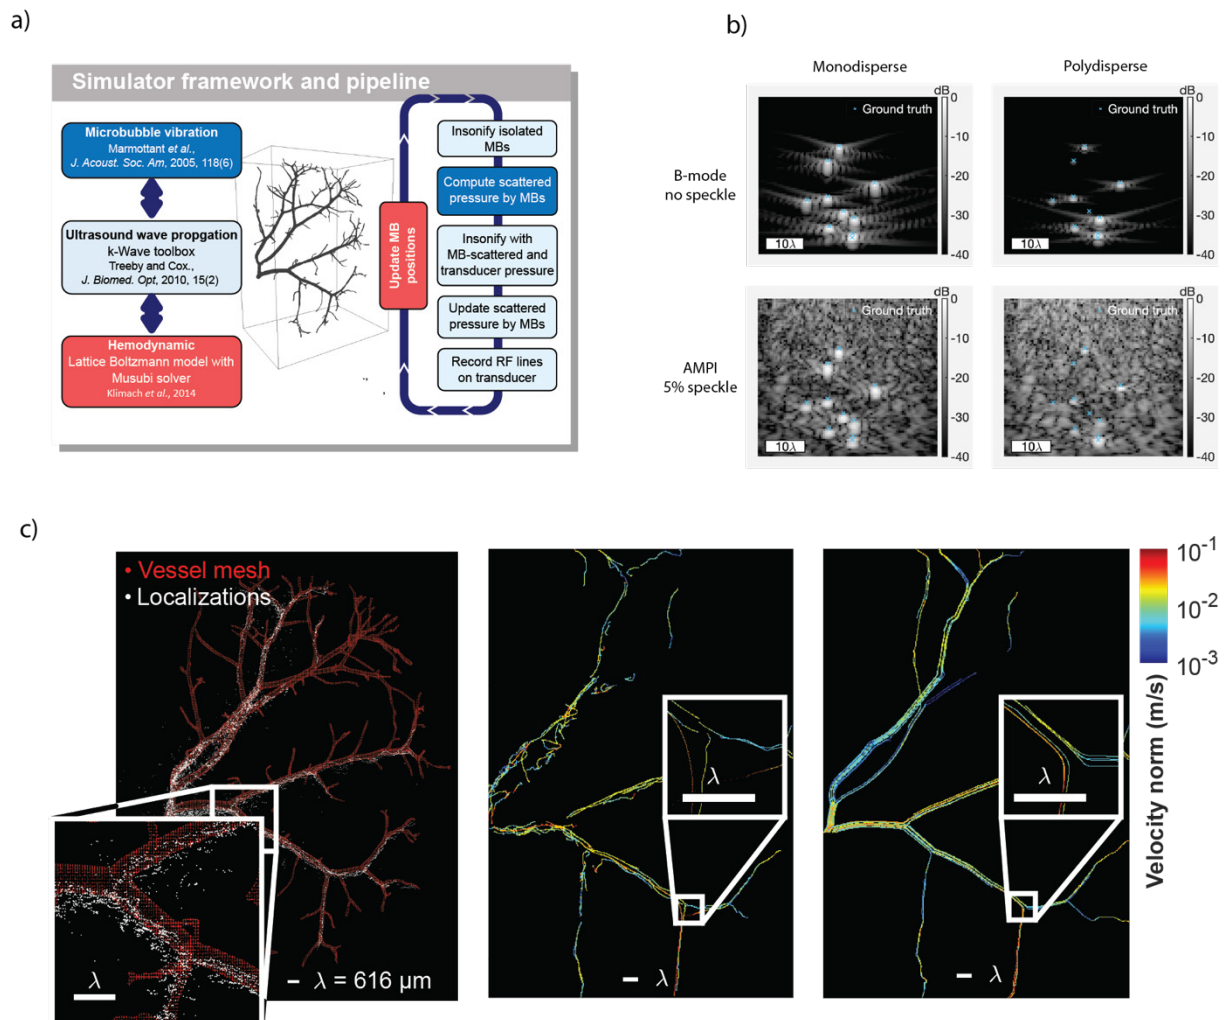 a)
Simulator framework and pipeline
Microbubble vibration
Marmottant et al.,
J. Acoust. Soc. Am, 2005, 118(6)
Ultrasound wave propgation
k-Wave toolbox
Treeby and Cox.,
J. Biomed. Opt, 2010, 15(2)
Hemodynamic
Lattice Boltzmann model with
Musubi solver
Klimach et al., 2014
Update MB
positions
Insonify isolated
MBs
Compute scattered
pressure by MBs
Insonify with
MB-scattered and
transducer pressure
Update scattered
pressure by MBs
Record RF lines
on transducer
b)
Monodisperse
Polydisperse
B-mode
no speckle
Ground truth
10λ
dB
0
-10
-20
-30
-40
Ground truth
10λ
dB
0
-10
-20
-30
-40
AMPI
5% speckle
Ground truth
10λ
dB
0
-10
-20
-30
-40
Ground truth
10λ
dB
0
-10
-20
-30
-40
c)
• Vessel mesh
• Localizations
λ
λ = 616 µm
λ
λ
λ
λ
10⁻¹
10⁻²
10⁻³
Velocity norm (m/s)